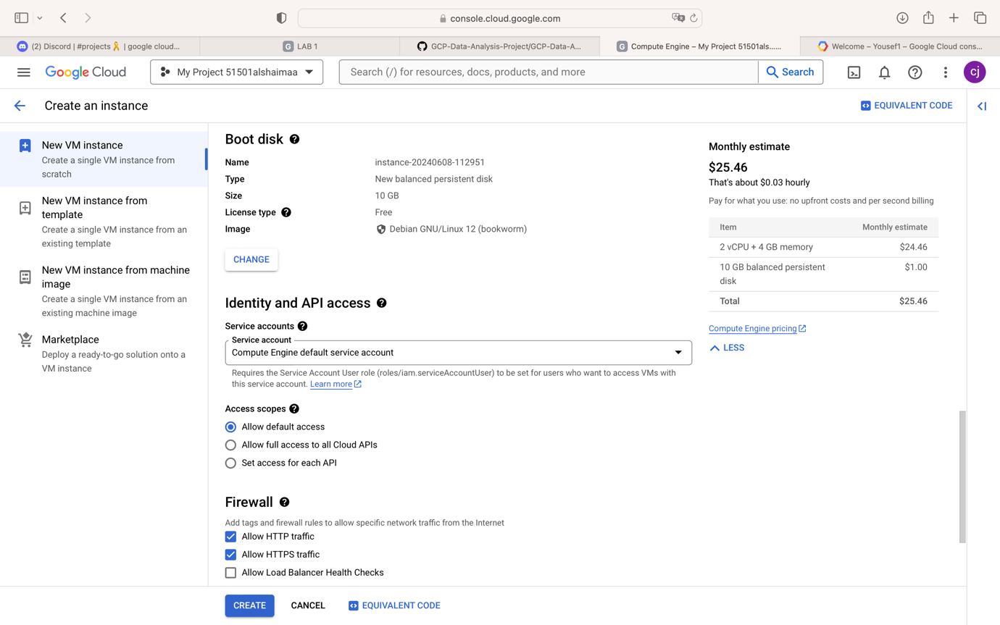 console.cloud.google.com
(2) Discord | #projects🎗 | google cloud...
LAB 1
GCP-Data-Analysis-Project/GCP-Data-A...
Compute Engine – My Project 51501als......
Welcome – Yousef1 – Google Cloud cons...
Google Cloud
My Project 51501alshaimaa
Search (/) for resources, docs, products, and more
Search
cj
Create an instance
EQUIVALENT CODE
New VM instance
Create a single VM instance from
scratch
New VM instance from
template
Create a single VM instance from an
existing template
New VM instance from machine
image
Create a single VM instance from an
existing machine image
Marketplace
Deploy a ready-to-go solution onto a
VM instance
Boot disk
Name instance-20240608-112951
Type New balanced persistent disk
Size 10 GB
License type Free
Image Debian GNU/Linux 12 (bookworm)
CHANGE
Identity and API access
Service accounts
Service account
Compute Engine default service account
Requires the Service Account User role (roles/iam.serviceAccountUser) to be set for users who want to access VMs with
this service account. Learn more
Access scopes
Allow default access
Allow full access to all Cloud APIs
Set access for each API
Firewall
Add tags and firewall rules to allow specific network traffic from the Internet
Allow HTTP traffic
Allow HTTPS traffic
Allow Load Balancer Health Checks
CREATE CANCEL EQUIVALENT CODE
Monthly estimate
$25.46
That's about $0.03 hourly
Pay for what you use: no upfront costs and per second billing
Item Monthly estimate
2 vCPU + 4 GB memory $24.46
10 GB balanced persistent $1.00
disk
Total $25.46
Compute Engine pricing
LESS